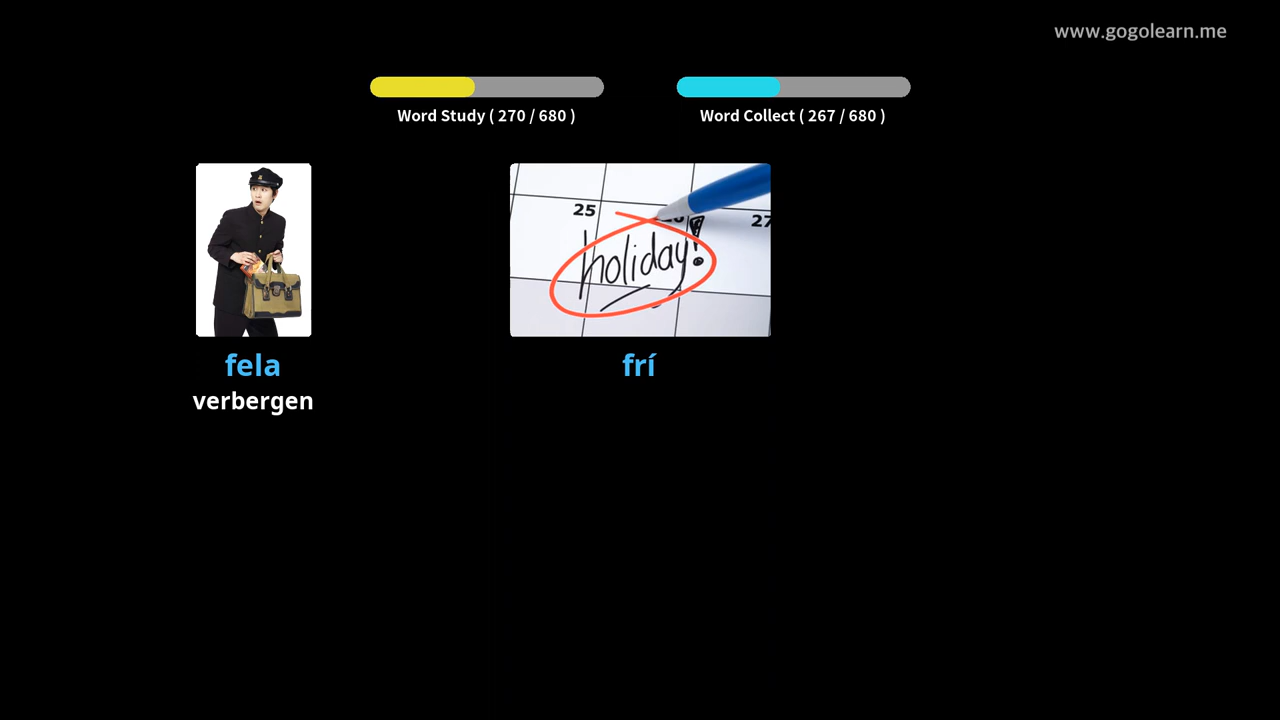 www.gogolearn.me
Word Study ( 270 / 680 )
Word Collect ( 267 / 680 )
25
27
holiday!
fela
frí
verbergen